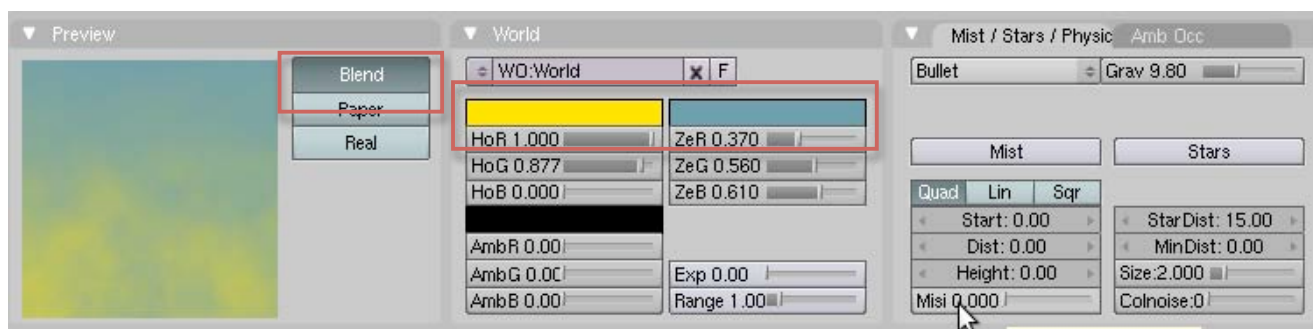 Preview
Blend
Paper
Real
World
WO:World
F
HoR 1.000
HoG 0.877
HoB 0.000
ZeR 0.370
ZeG 0.560
ZeB 0.610
AmbR 0.00
AmbG 0.00
AmbB 0.00
Exp 0.00
Range 1.00
Mist / Stars / Physic
Amb Occ
Bullet
Grav 9.80
Mist
Stars
Quad Lin Sqr
Start: 0.00
Dist: 0.00
Height: 0.00
Misi 0.000
StarDist: 15.00
MinDist: 0.00
Size:2.000
Colnoise:0